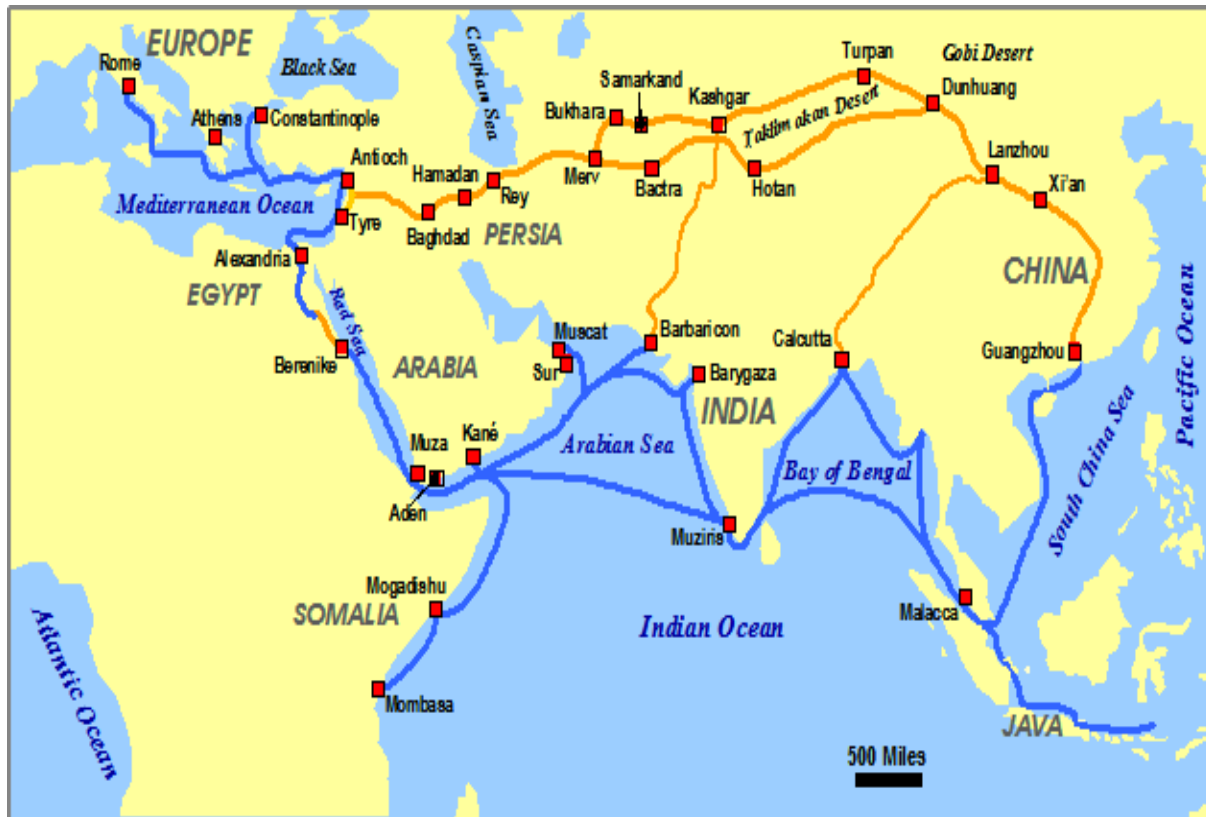 EUROPE
Rome
Black Sea
Caspian Sea
Turpan
Gobi Desert
Samarkand
Dunhuang
Bukhara
Kashgar
Athens
Constantinople
Taklimakan Desert
Lanzhou
Antioch
Hamadan
Merv
Bactra
Hotan
Xi'an
Rey
Mediterranean Ocean
Tyre
Baghdad
PERSIA
Alexandria
EGYPT
CHINA
Pacific Ocean
Red Sea
Muscat
Barbaricon
Calcutta
Guangzhou
Berenike
ARABIA
Sur
Barygaza
INDIA
Kané
Muza
Arabian Sea
Bay of Bengal
South China Sea
Aden
Muziris
Mogadishu
SOMALIA
Malacca
Indian Ocean
Atlantic Ocean
Mombasa
JAVA
500 Miles